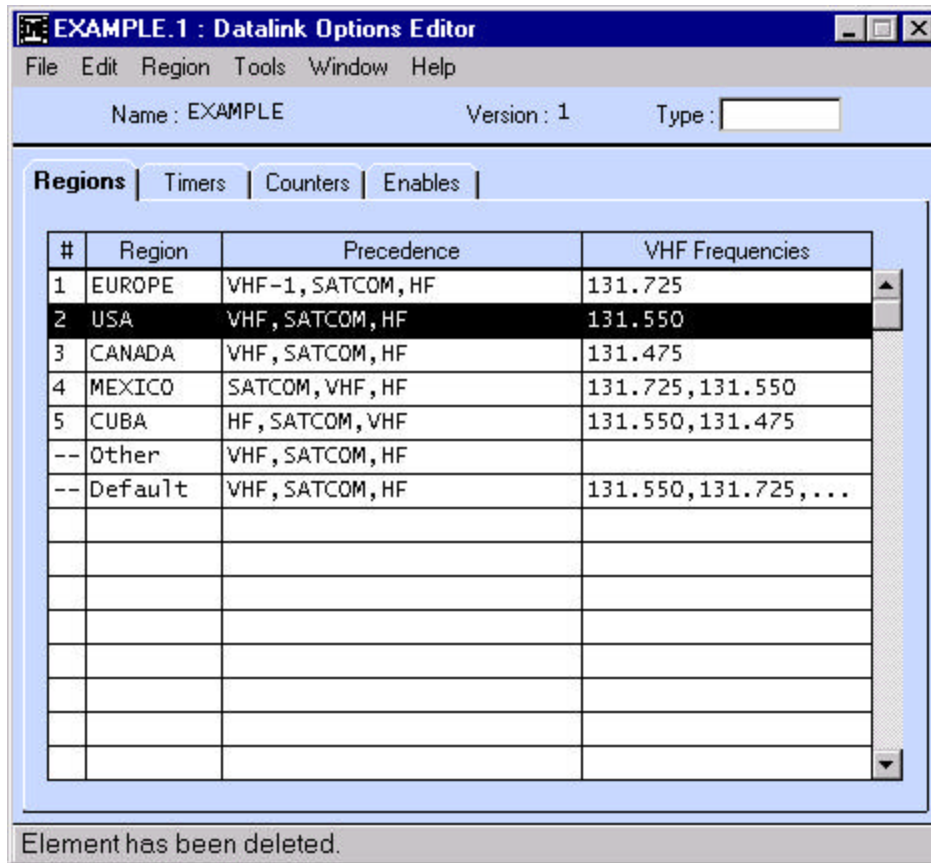 EXAMPLE.1 : Datalink Options Editor
File Edit Region Tools Window Help
Name : EXAMPLE Version : 1 Type :
Regions Timers Counters Enables
# Region Precedence VHF Frequencies
1 EUROPE VHF-1,SATCOM,HF 131.725
2 USA VHF,SATCOM,HF 131.550
3 CANADA VHF,SATCOM,HF 131.475
4 MEXICO SATCOM,VHF,HF 131.725,131.550
5 CUBA HF,SATCOM,VHF 131.550,131.475
-- Other VHF,SATCOM,HF
-- Default VHF,SATCOM,HF 131.550,131.725,...
Element has been deleted.